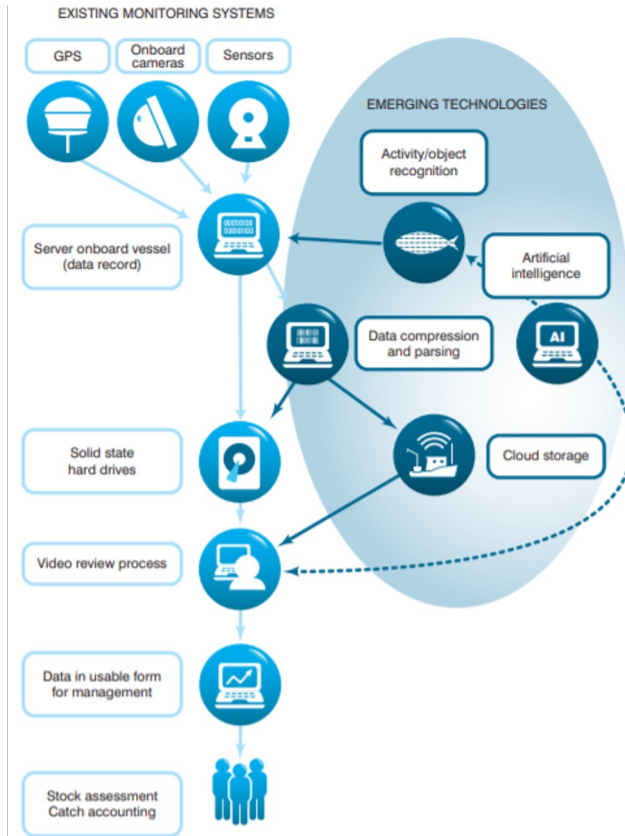 EXISTING MONITORING SYSTEMS
GPS
Onboard
cameras
Sensors
EMERGING TECHNOLOGIES
Activity/object
recognition
000110100
110010100
Server onboard vessel
(data record)
Artificial
intelligence
AI
Data compression
and parsing
Solid state
hard drives
Cloud storage
Video review process
Data in usable form
for management
Stock assessment
Catch accounting